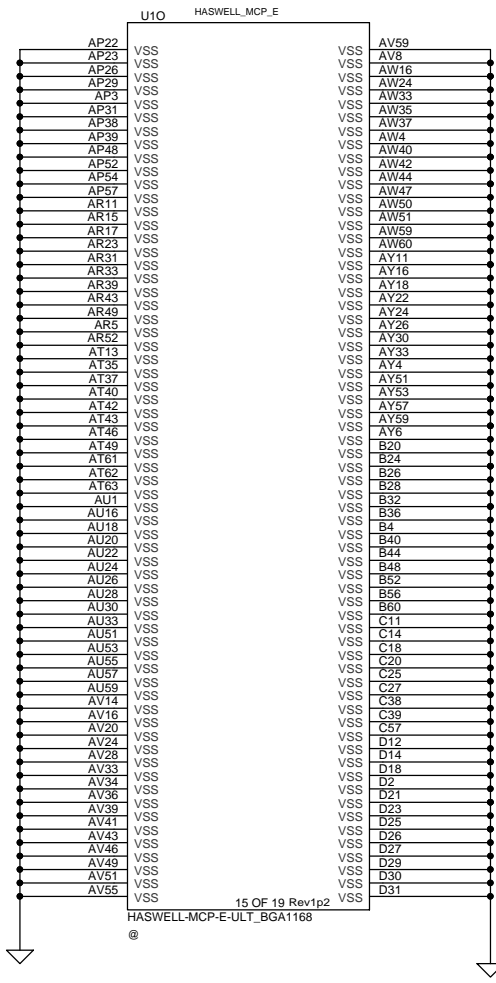 U1O HASWELL_MCP_E
AP22 VSS VSS AV59
AP23 VSS VSS AV8
AP26 VSS VSS AW16
AP29 VSS VSS AW24
AP3 VSS VSS AW33
AP31 VSS VSS AW35
AP38 VSS VSS AW37
AP39 VSS VSS AW4
AP48 VSS VSS AW40
AP52 VSS VSS AW42
AP54 VSS VSS AW44
AP57 VSS VSS AW47
AR11 VSS VSS AW50
AR15 VSS VSS AW51
AR17 VSS VSS AW59
AR23 VSS VSS AW60
AR31 VSS VSS AY11
AR33 VSS VSS AY16
AR39 VSS VSS AY18
AR43 VSS VSS AY22
AR49 VSS VSS AY24
AR5 VSS VSS AY26
AR52 VSS VSS AY30
AT13 VSS VSS AY33
AT35 VSS VSS AY4
AT37 VSS VSS AY51
AT40 VSS VSS AY53
AT42 VSS VSS AY57
AT43 VSS VSS AY59
AT46 VSS VSS AY6
AT49 VSS VSS B20
AT61 VSS VSS B24
AT62 VSS VSS B26
AT63 VSS VSS B28
AU1 VSS VSS B32
AU16 VSS VSS B36
AU18 VSS VSS B4
AU20 VSS VSS B40
AU22 VSS VSS B44
AU24 VSS VSS B48
AU26 VSS VSS B52
AU28 VSS VSS B56
AU30 VSS VSS B60
AU33 VSS VSS C11
AU51 VSS VSS C14
AU53 VSS VSS C18
AU55 VSS VSS C20
AU57 VSS VSS C25
AU59 VSS VSS C27
AV14 VSS VSS C38
AV16 VSS VSS C39
AV20 VSS VSS C57
AV24 VSS VSS D12
AV28 VSS VSS D14
AV33 VSS VSS D18
AV34 VSS VSS D2
AV36 VSS VSS D21
AV39 VSS VSS D23
AV41 VSS VSS D25
AV43 VSS VSS D26
AV46 VSS VSS D27
AV49 VSS VSS D29
AV51 VSS VSS D30
AV55 VSS VSS D31
15 OF 19 Rev1p2
HASWELL-MCP-E-ULT_BGA1168
@